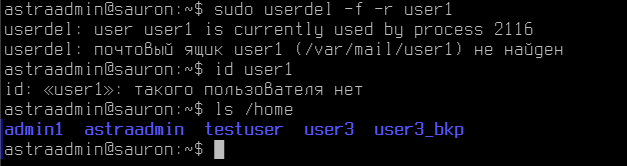 astraadmin@sauron:~$ sudo userdel -f -r user1
userdel: user user1 is currently used by process 2116
userdel: почтовый ящик user1 (/var/mail/user1) не найден
astraadmin@sauron:~$ id user1
id: «user1»: такого пользователя нет
astraadmin@sauron:~$ ls /home
admin1  astraadmin  testuser  user3  user3_bkp
astraadmin@sauron:~$